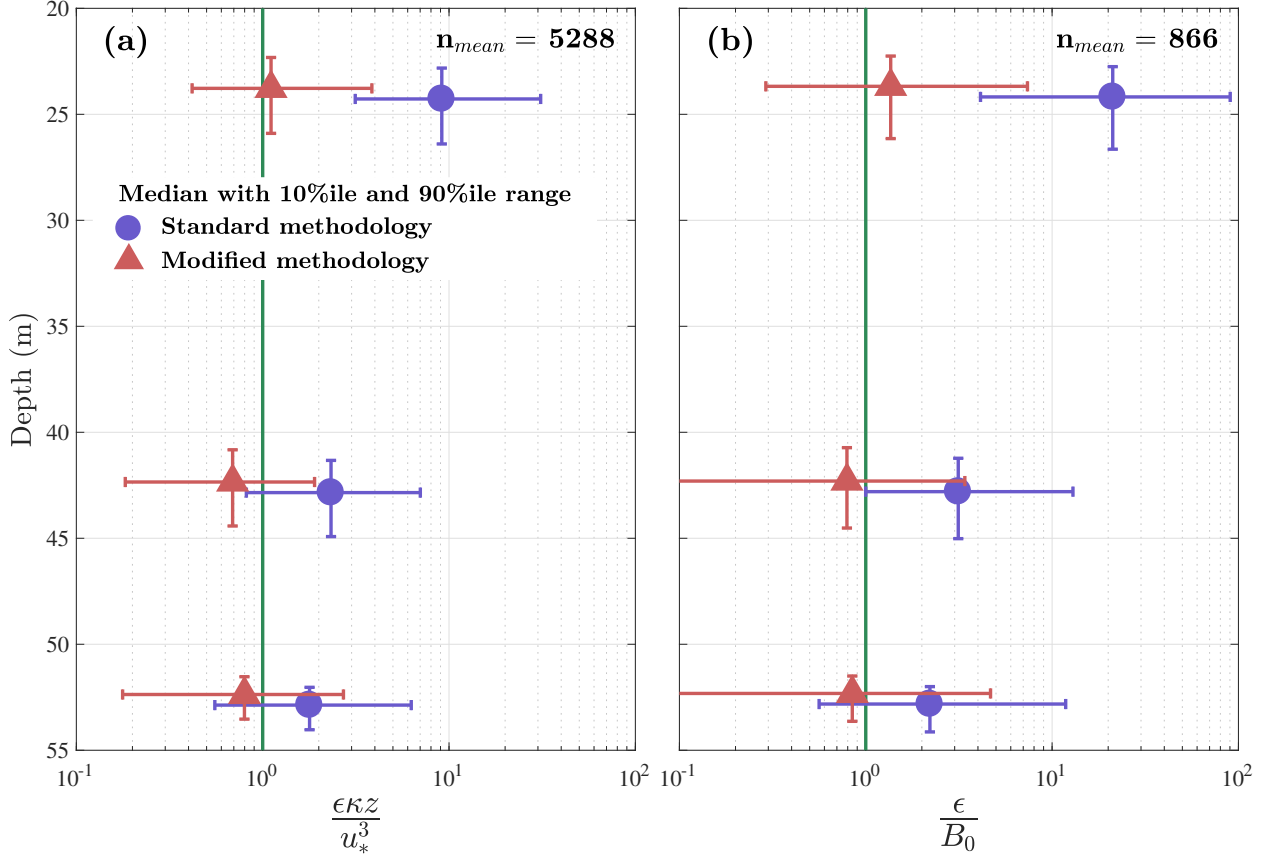 (a)
n_mean = 5288
(b)
n_mean = 866
Median with 10%ile and 90%ile range
Standard methodology
Modified methodology
Depth (m)
20
25
30
35
40
45
50
55
10^-1
10^0
10^1
10^2
10^-1
10^0
10^1
10^2
ϵκz
u_*^3
ϵ
B_0